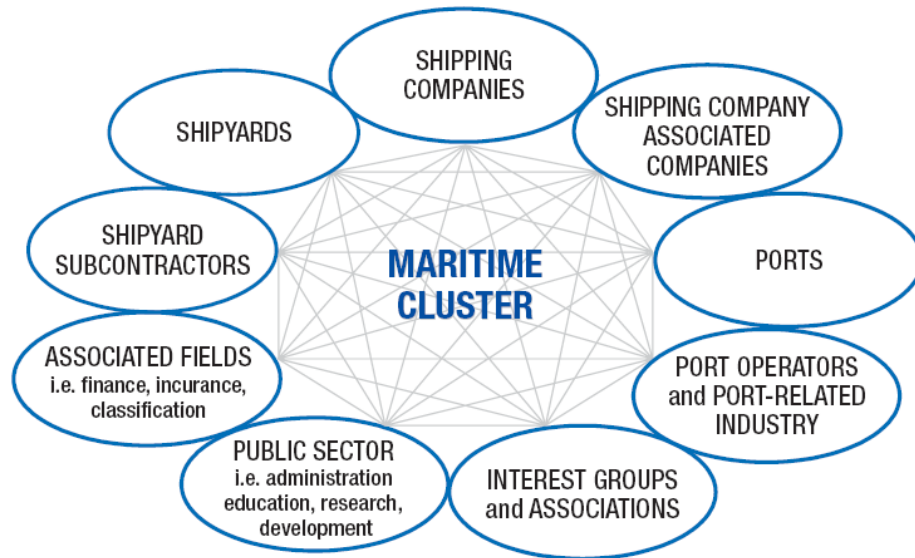 SHIPPING
COMPANIES
SHIPPING COMPANY
ASSOCIATED
COMPANIES
PORTS
PORT OPERATORS
and PORT-RELATED
INDUSTRY
INTEREST GROUPS
and ASSOCIATIONS
PUBLIC SECTOR
i.e. administration
education, research,
development
ASSOCIATED FIELDS
i.e. finance, incurance,
classification
SHIPYARD
SUBCONTRACTORS
SHIPYARDS
MARITIME
CLUSTER